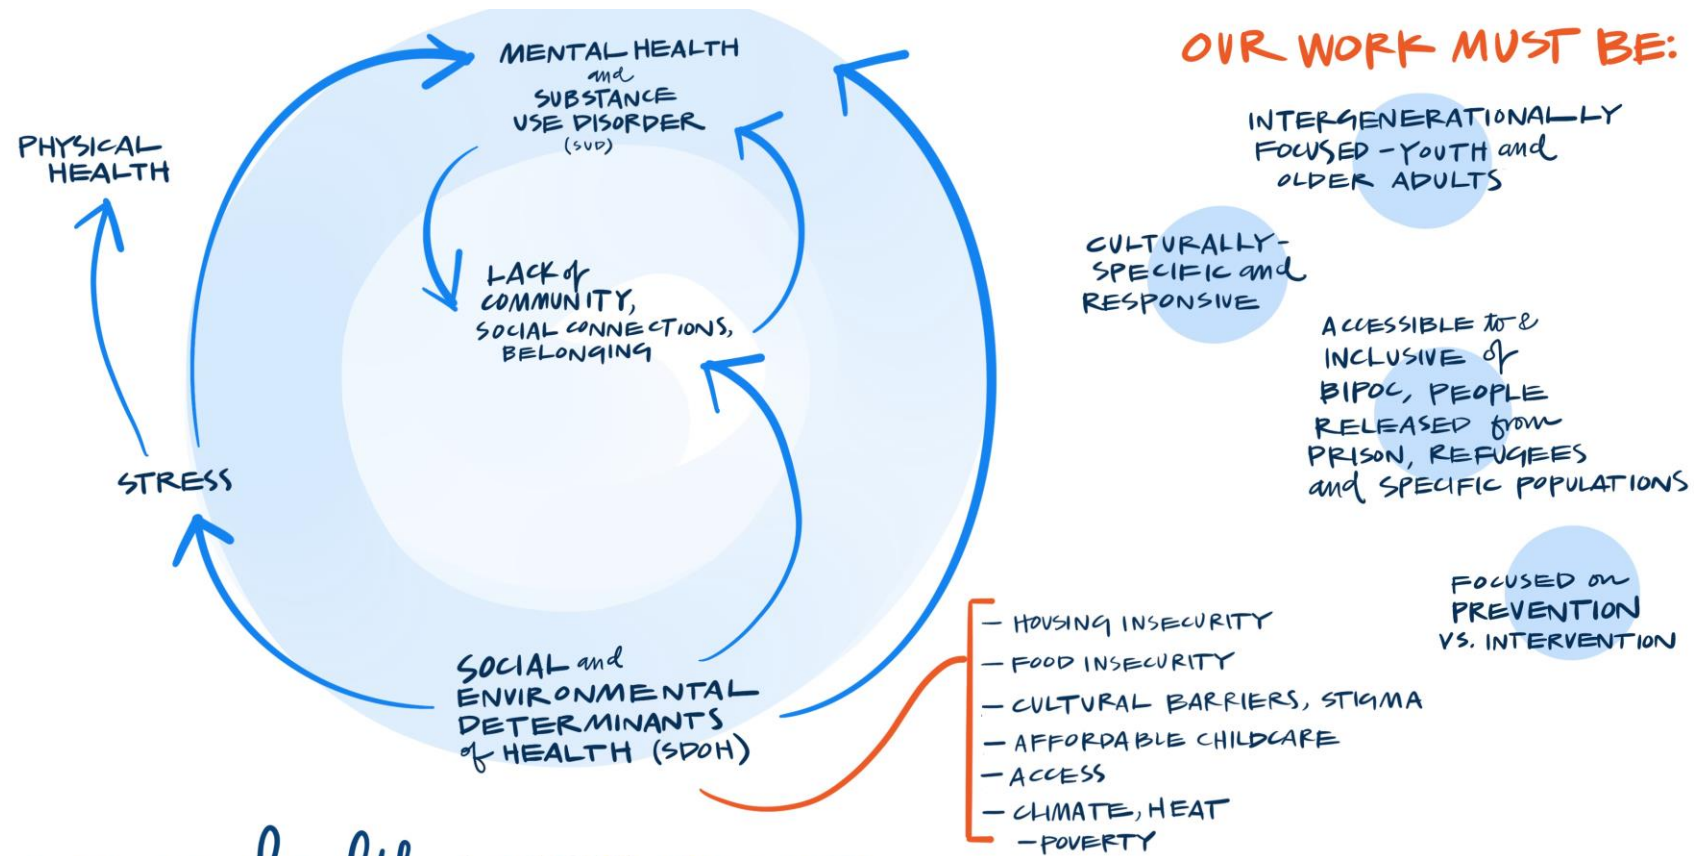 MENTAL HEALTH
and
SUBSTANCE
USE DISORDER
(SUD)
PHYSICAL
HEALTH
LACK of
COMMUNITY,
SOCIAL CONNECTIONS,
BELONGING
STRESS
SOCIAL and
ENVIRONMENTAL
DETERMINANTS
of HEALTH (SDOH)
- HOUSING INSECURITY
- FOOD INSECURITY
- CULTURAL BARRIERS, STIGMA
- AFFORDABLE CHILDCARE
- ACCESS
- CLIMATE, HEAT
- POVERTY
OUR WORK MUST BE:
INTERGENERATIONALLY
FOCUSED - YOUTH and
OLDER ADULTS
CULTURALLY-
SPECIFIC and
RESPONSIVE
ACCESSIBLE to &
INCLUSIVE of
BIPOC, PEOPLE
RELEASED from
PRISON, REFUGEES
and SPECIFIC POPULATIONS
FOCUSED on
PREVENTION
VS. INTERVENTION